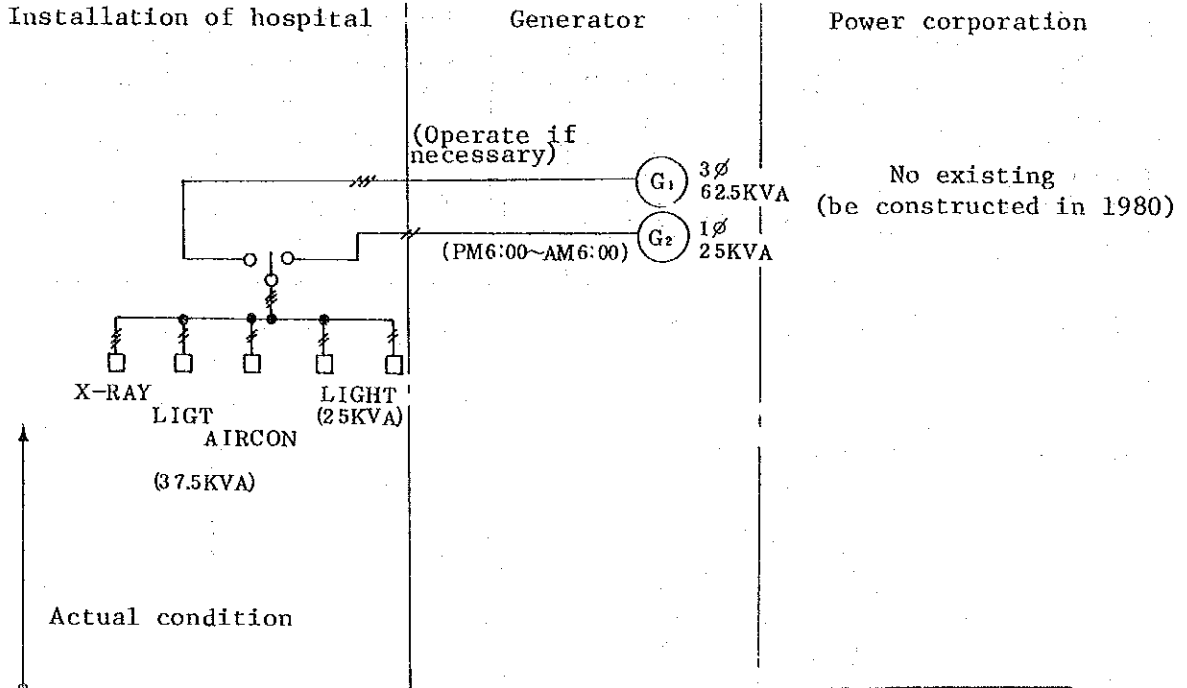 Installation of hospital
Generator
Power corporation
(Operate if
necessary)
G1
3ø
62.5KVA
No existing
(be constructed in 1980)
G2
1ø
25KVA
(PM6:00~AM6:00)
X-RAY
LIGHT
LIGT
(25KVA)
AIRCON
(37.5KVA)
Actual condition